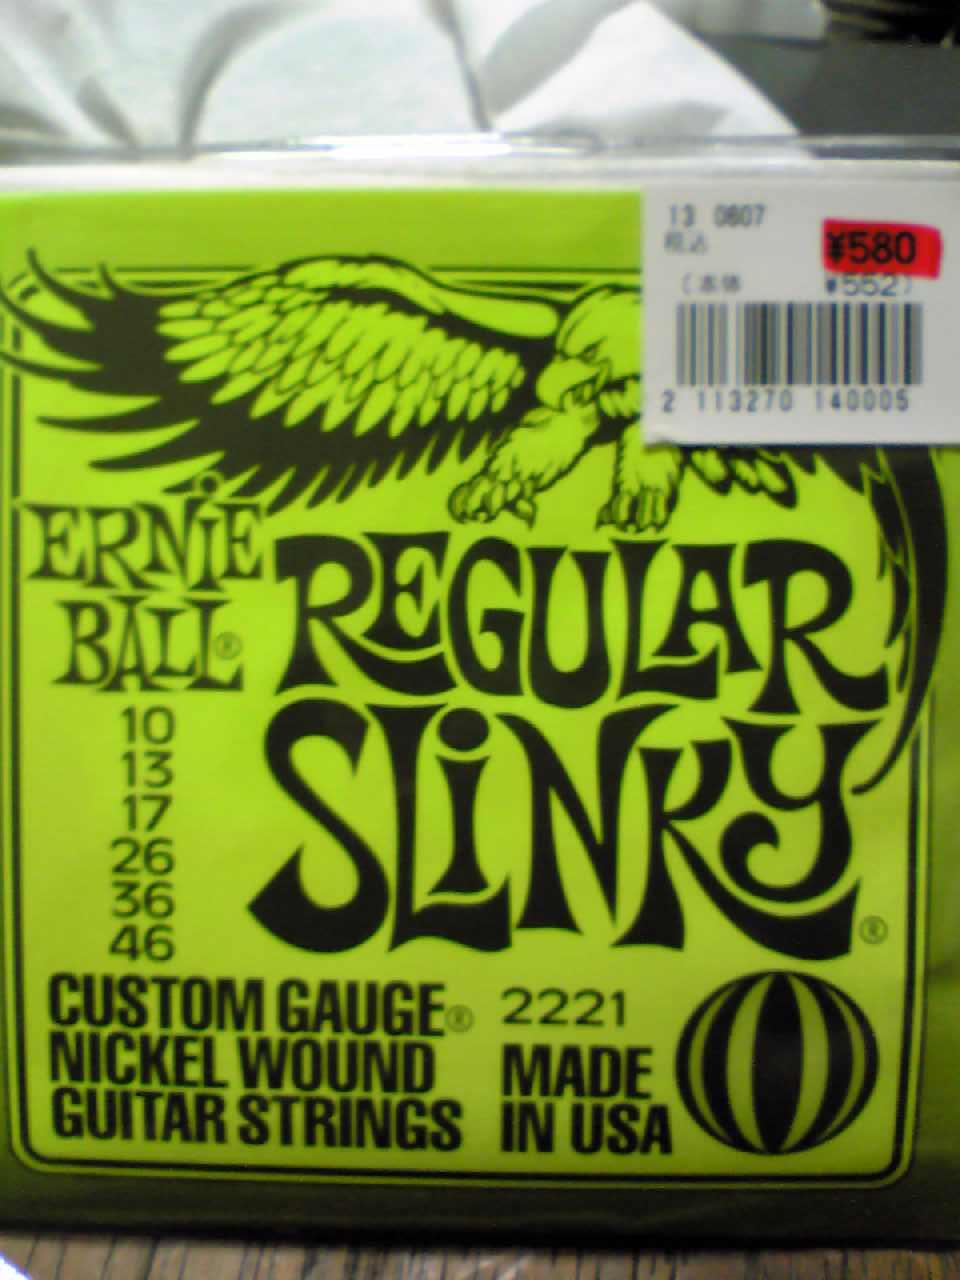 13 0607
税込 ¥580
(本体 ¥552)
2 113270 140005
ERNIE
BALL®
REGULAR
SLINKY®
10
13
17
26
36
46
CUSTOM GAUGE®
NICKEL WOUND
GUITAR STRINGS
2221
MADE
IN USA